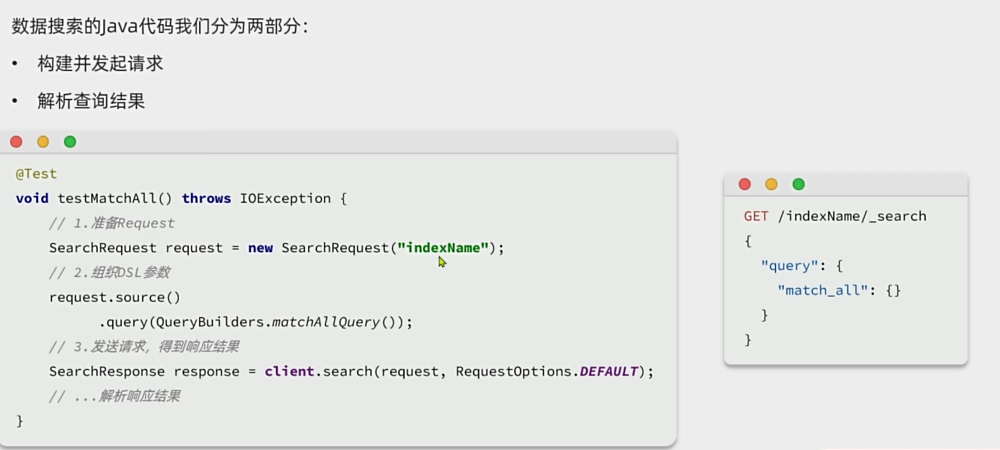 数据搜索的Java代码我们分为两部分：
• 构建并发起请求
• 解析查询结果
@Test
void testMatchAll() throws IOException {
    // 1.准备Request
    SearchRequest request = new SearchRequest("indexName");
    // 2.组织DSL参数
    request.source()
          .query(QueryBuilders.matchAllQuery());
    // 3.发送请求，得到响应结果
    SearchResponse response = client.search(request, RequestOptions.DEFAULT);
    // ...解析响应结果
}
GET /indexName/_search
{
  "query": {
    "match_all": {}
  }
}